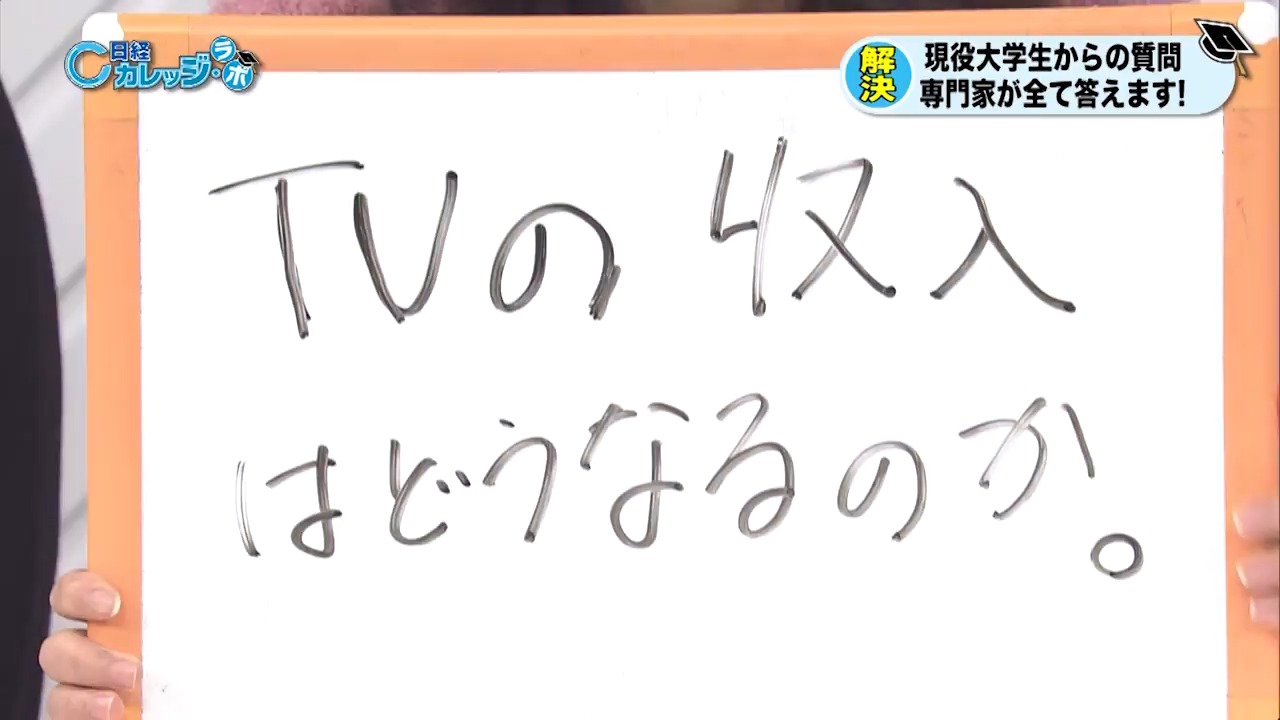 日経
カレッジ・ラボ
解決
現役大学生からの質問
専門家が全て答えます!
TVの収入
はどうなるのか。